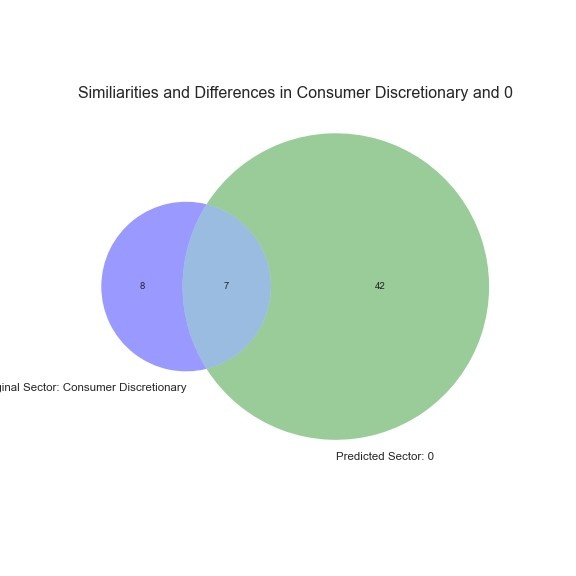 Similiarities and Differences in Consumer Discretionary and 0
8
7
42
ginal Sector: Consumer Discretionary
Predicted Sector: 0